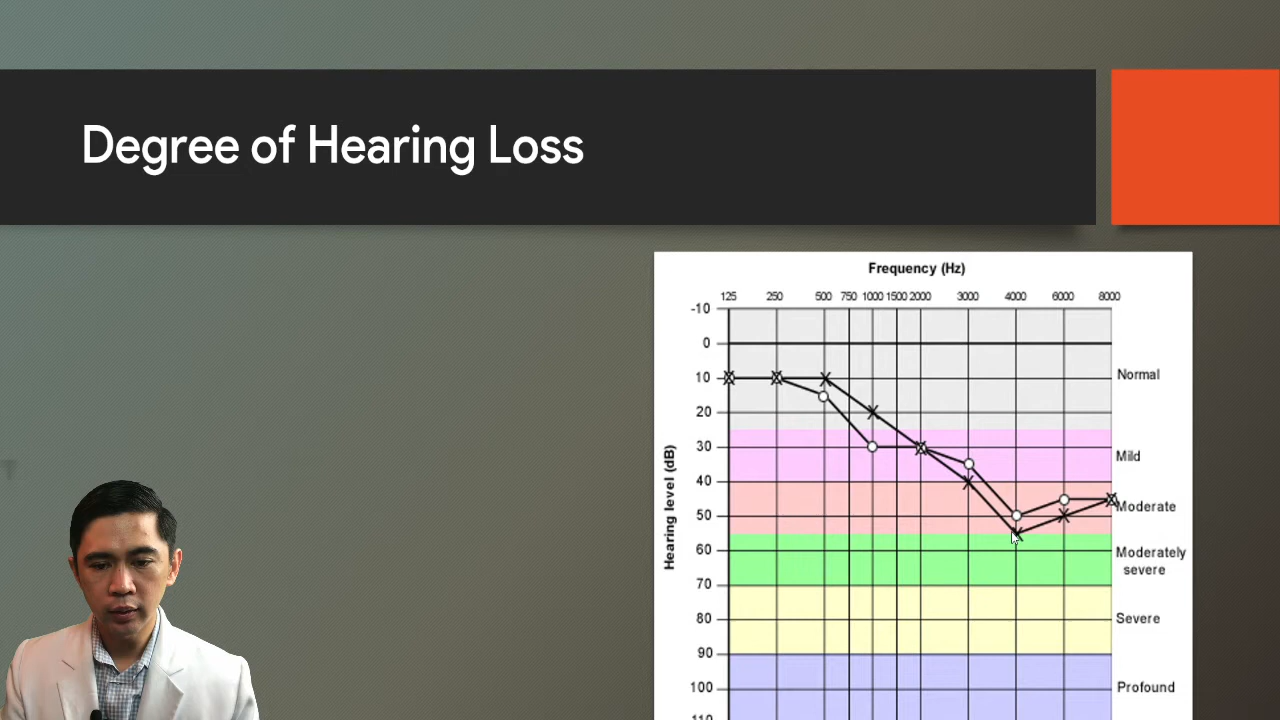 Degree of Hearing Loss
Frequency (Hz)
125 250 500 750 1000 1500 2000 3000 4000 6000 8000
-10
0
10
20
30
40
50
60
70
80
90
100
110
Hearing level (dB)
Normal
Mild
Moderate
Moderately
severe
Severe
Profound